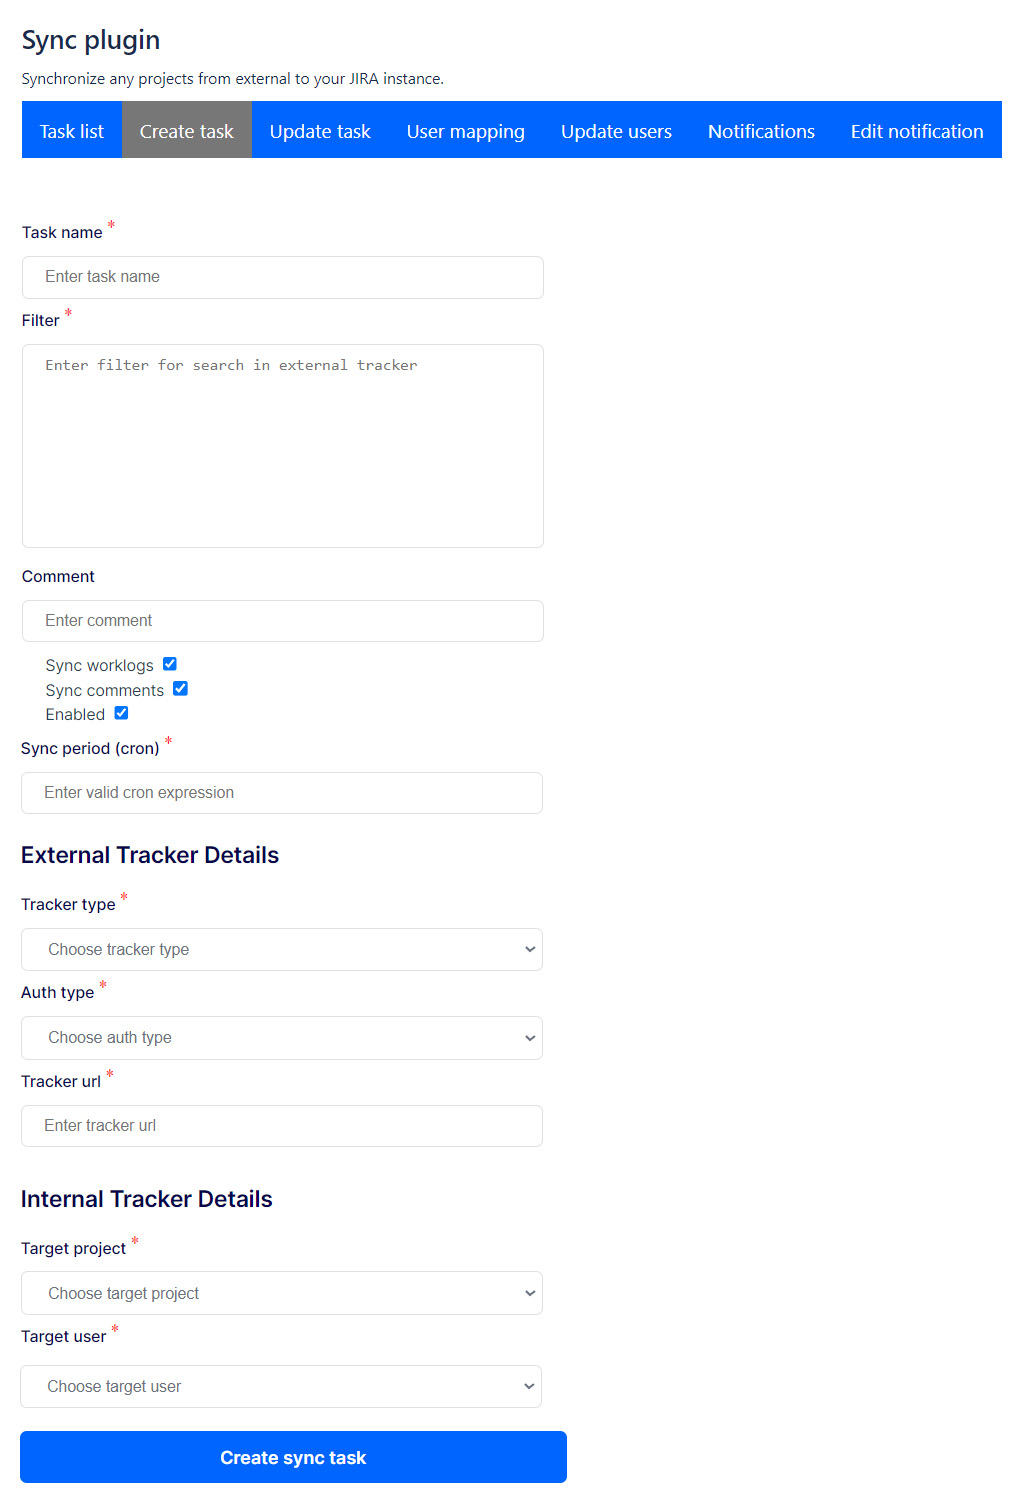 Sync plugin
Synchronize any projects from external to your JIRA instance.
Task list Create task Update task User mapping Update users Notifications Edit notification
Task name *
Enter task name
Filter *
Enter filter for search in external tracker
Comment
Enter comment
Sync worklogs
Sync comments
Enabled
Sync period (cron) *
Enter valid cron expression
External Tracker Details
Tracker type *
Choose tracker type
Auth type *
Choose auth type
Tracker url *
Enter tracker url
Internal Tracker Details
Target project *
Choose target project
Target user *
Choose target user
Create sync task